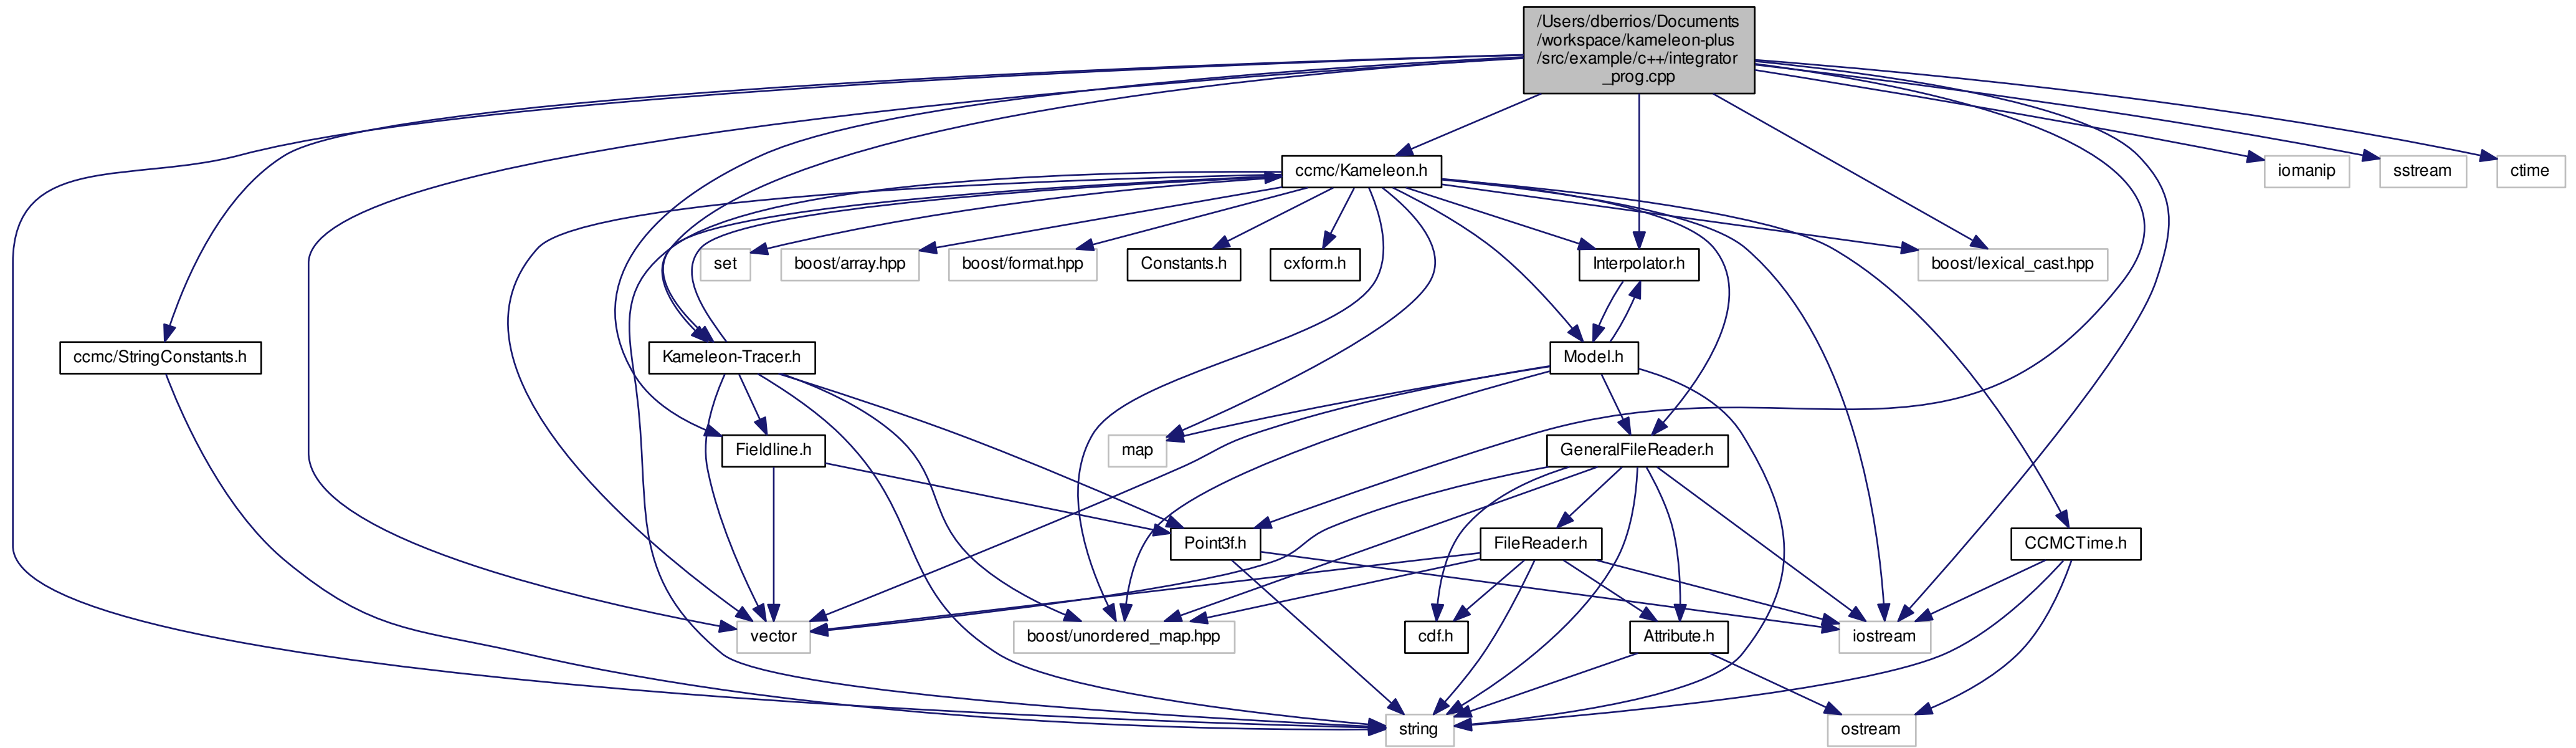 /Users/dberrios/Documents
/workspace/kameleon-plus
/src/example/c++/integrator
_prog.cpp
ccmc/Kameleon.h
iomanip
sstream
ctime
set
boost/array.hpp
boost/format.hpp
Constants.h
cxform.h
Interpolator.h
boost/lexical_cast.hpp
ccmc/StringConstants.h
Kameleon-Tracer.h
Model.h
Fieldline.h
map
GeneralFileReader.h
Point3f.h
FileReader.h
CCMCTime.h
vector
boost/unordered_map.hpp
cdf.h
Attribute.h
iostream
string
ostream